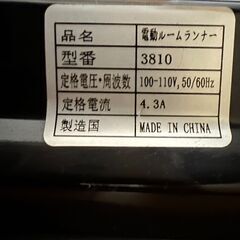 品名 電動ルームランナー
型番 3810
定格電圧・周波数 100-110V,50/60Hz
定格電流 4.3A
製造国 MADE IN CHINA